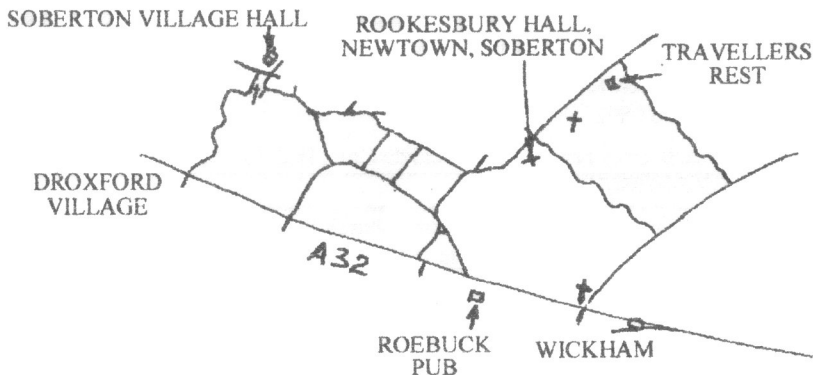 SOBERTON VILLAGE HALL
ROOKESBURY HALL,
NEWTOWN, SOBERTON
TRAVELLERS
REST
DROXFORD
VILLAGE
A32
ROEBUCK
PUB
WICKHAM